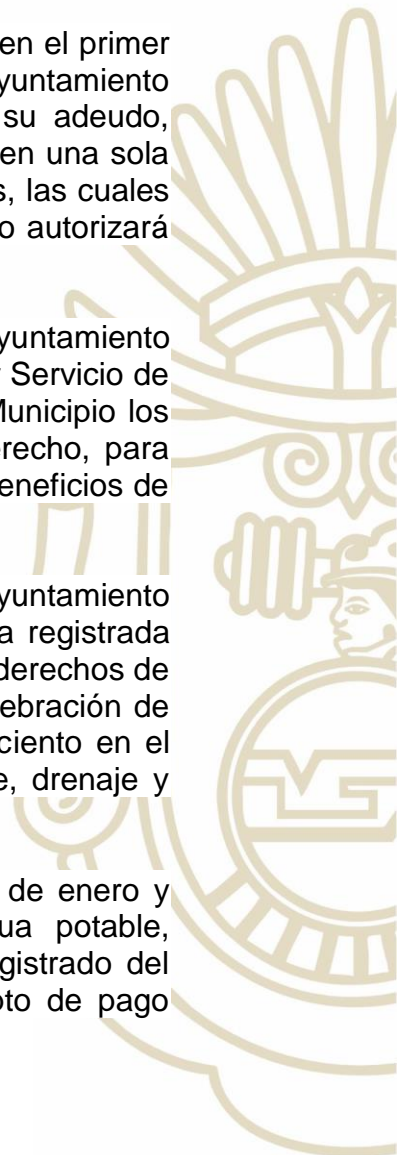 en el primer
yuntamiento
su adeudo,
en una sola
s, las cuales
o autorizará
yuntamiento
Servicio de
Municipio los
erecho, para
eneficios de
yuntamiento
a registrada
derechos de
ebración de
ciento en el
e, drenaje y
de enero y
ua potable,
gistrado del
oto de pago